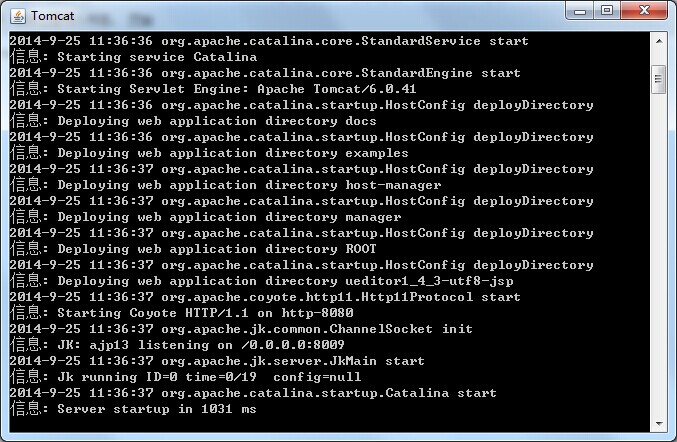 Tomcat
2014-9-25 11:36:36 org.apache.catalina.core.StandardService start
信息: Starting service Catalina
2014-9-25 11:36:36 org.apache.catalina.core.StandardEngine start
信息: Starting Servlet Engine: Apache Tomcat/6.0.41
2014-9-25 11:36:36 org.apache.catalina.startup.HostConfig deployDirectory
信息: Deploying web application directory docs
2014-9-25 11:36:36 org.apache.catalina.startup.HostConfig deployDirectory
信息: Deploying web application directory examples
2014-9-25 11:36:37 org.apache.catalina.startup.HostConfig deployDirectory
信息: Deploying web application directory host-manager
2014-9-25 11:36:37 org.apache.catalina.startup.HostConfig deployDirectory
信息: Deploying web application directory manager
2014-9-25 11:36:37 org.apache.catalina.startup.HostConfig deployDirectory
信息: Deploying web application directory ROOT
2014-9-25 11:36:37 org.apache.catalina.startup.HostConfig deployDirectory
信息: Deploying web application directory ueditor1_4_3-utf8-jsp
2014-9-25 11:36:37 org.apache.coyote.http11.Http11Protocol start
信息: Starting Coyote HTTP/1.1 on http-8080
2014-9-25 11:36:37 org.apache.jk.common.ChannelSocket init
信息: JK: ajp13 listening on /0.0.0.0:8009
2014-9-25 11:36:37 org.apache.jk.server.JkMain start
信息: Jk running ID=0 time=0/19  config=null
2014-9-25 11:36:37 org.apache.catalina.startup.Catalina start
信息: Server startup in 1031 ms